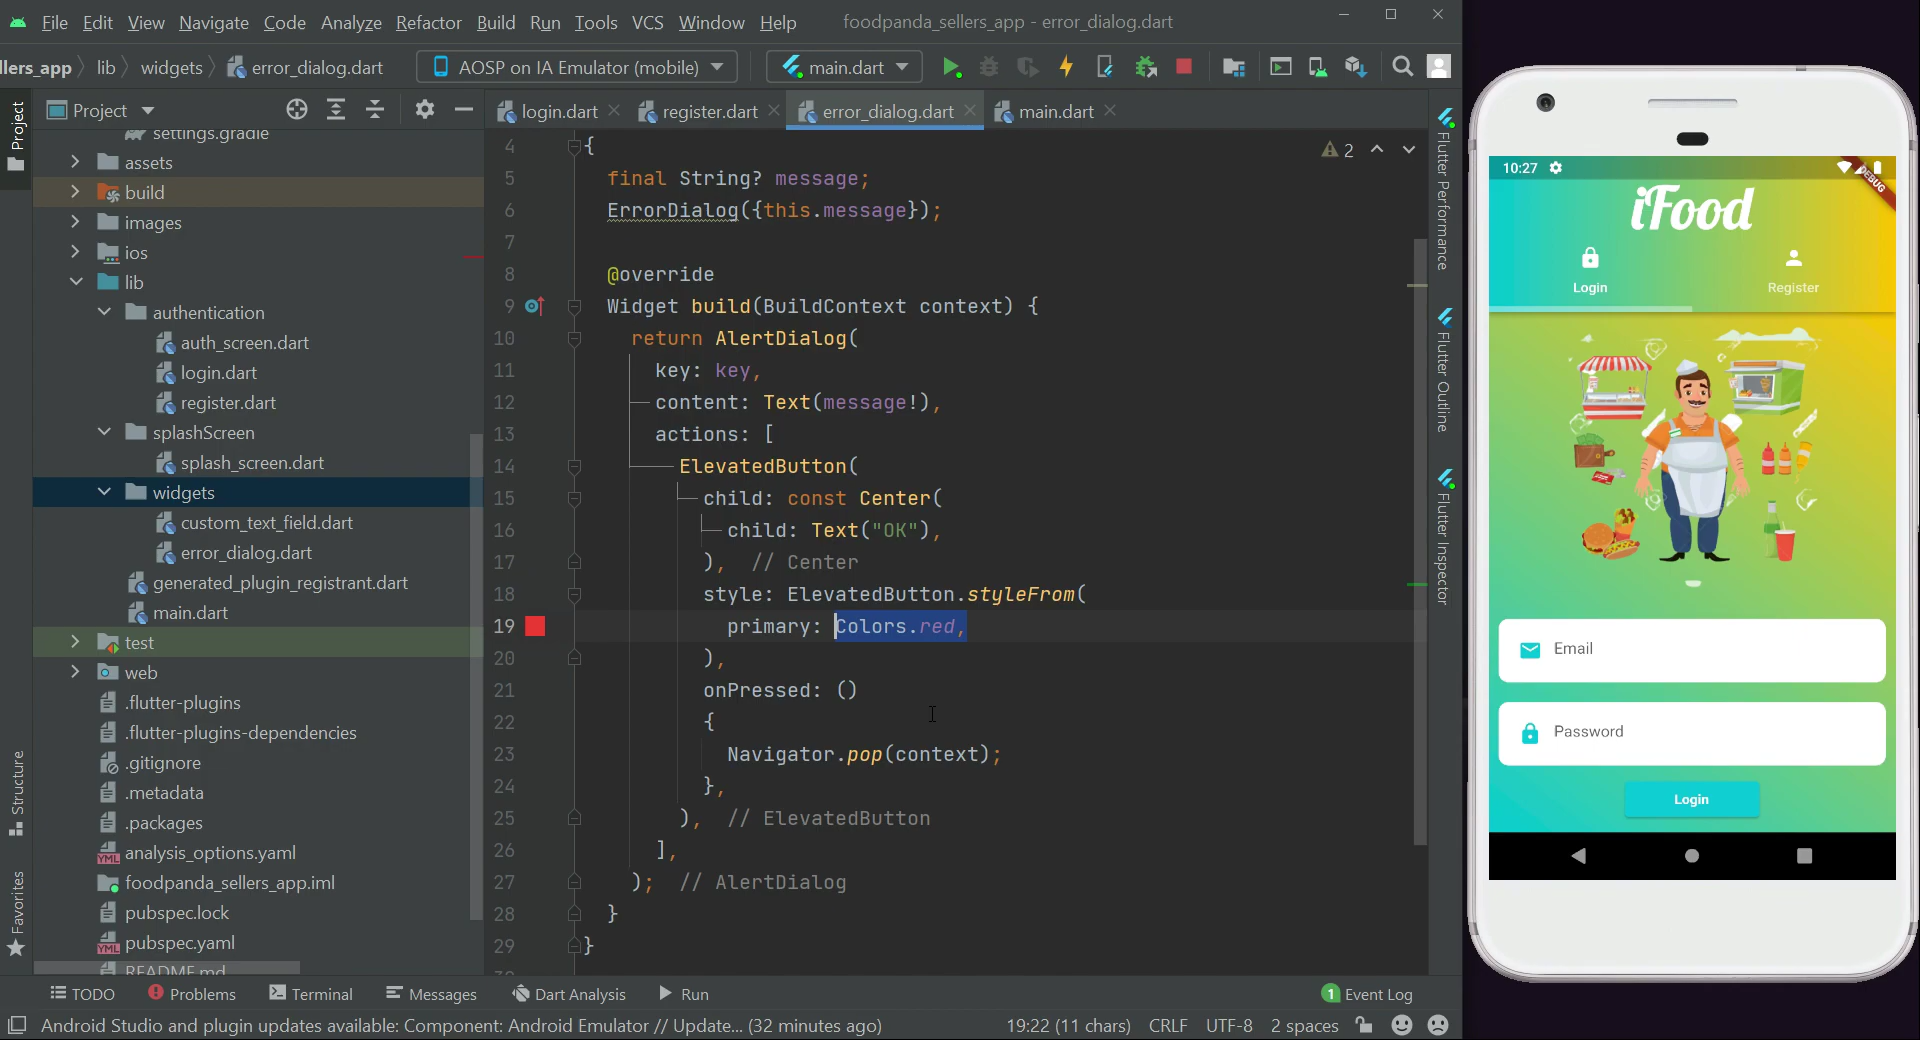 File Edit View Navigate Code Analyze Refactor Build Run Tools VCS Window Help foodpanda_sellers_app - error_dialog.dart
llers_app lib widgets error_dialog.dart AOSP on IA Emulator (mobile) main.dart
Project
login.dart register.dart error_dialog.dart main.dart
Project
Structure
Favorites
settings.gradle
assets
build
images
ios
lib
authentication
auth_screen.dart
login.dart
register.dart
splashScreen
splash_screen.dart
widgets
custom_text_field.dart
error_dialog.dart
generated_plugin_registrant.dart
main.dart
test
web
.flutter-plugins
.flutter-plugins-dependencies
.gitignore
.metadata
.packages
analysis_options.yaml
foodpanda_sellers_app.iml
pubspec.lock
pubspec.yaml
README.md
2
4 {
5 final String? message;
6 ErrorDialog({this.message});
7
8 @override
9 Widget build(BuildContext context) {
10 return AlertDialog(
11 key: key,
12 content: Text(message!),
13 actions: [
14 ElevatedButton(
15 child: const Center(
16 child: Text("OK"),
17 ), // Center
18 style: ElevatedButton.styleFrom(
19 primary: Colors.red,
20 ),
21 onPressed: ()
22 {
23 Navigator.pop(context);
24 },
25 ), // ElevatedButton
26 ],
27 ); // AlertDialog
28 }
29 }
Flutter Performance
Flutter Outline
Flutter Inspector
10:27
DEBUG
iFood
Login Register
Email
Password
Login
TODO Problems Terminal Messages Dart Analysis Run 1 Event Log
Android Studio and plugin updates available: Component: Android Emulator // Update... (32 minutes ago) 19:22 (11 chars) CRLF UTF-8 2 spaces